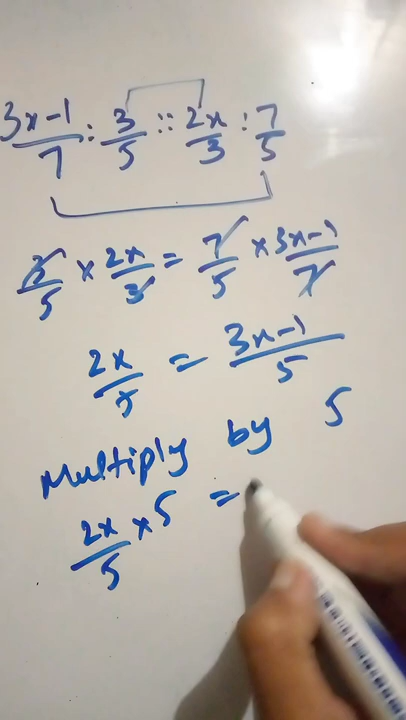 3x-1/7 : 3/5 :: 2x/3 : 7/5
3/5 × 2x/3 = 7/5 × 3x-1/7
2x/5 = 3x-1/5
Multiply by 5
2x/5 × 5 =